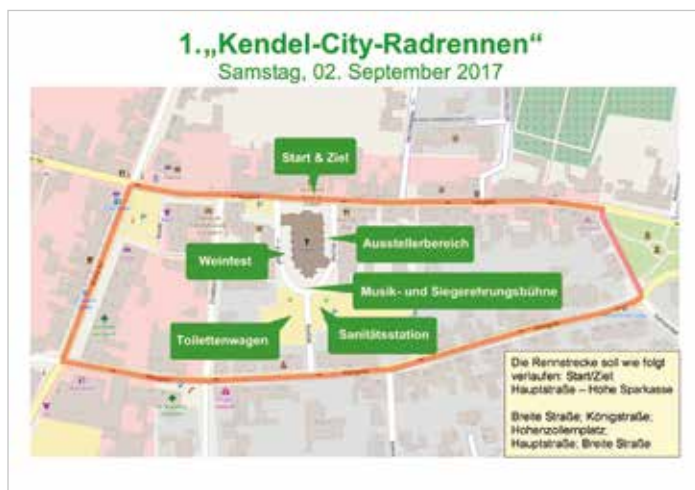 1.„Kendel-City-Radrennen“
Samstag, 02. September 2017
Start & Ziel
Ausstellerbereich
Weinfest
Musik- und Siegerehrungsbühne
Toilettenwagen
Sanitätsstation
Die Rennstrecke soll wie folgt
verlaufen: Start/Ziel
Hauptstraße – Höhe Sparkasse
Breite Straße; Königstraße;
Hohenzollernplatz;
Hauptstraße; Breite Straße